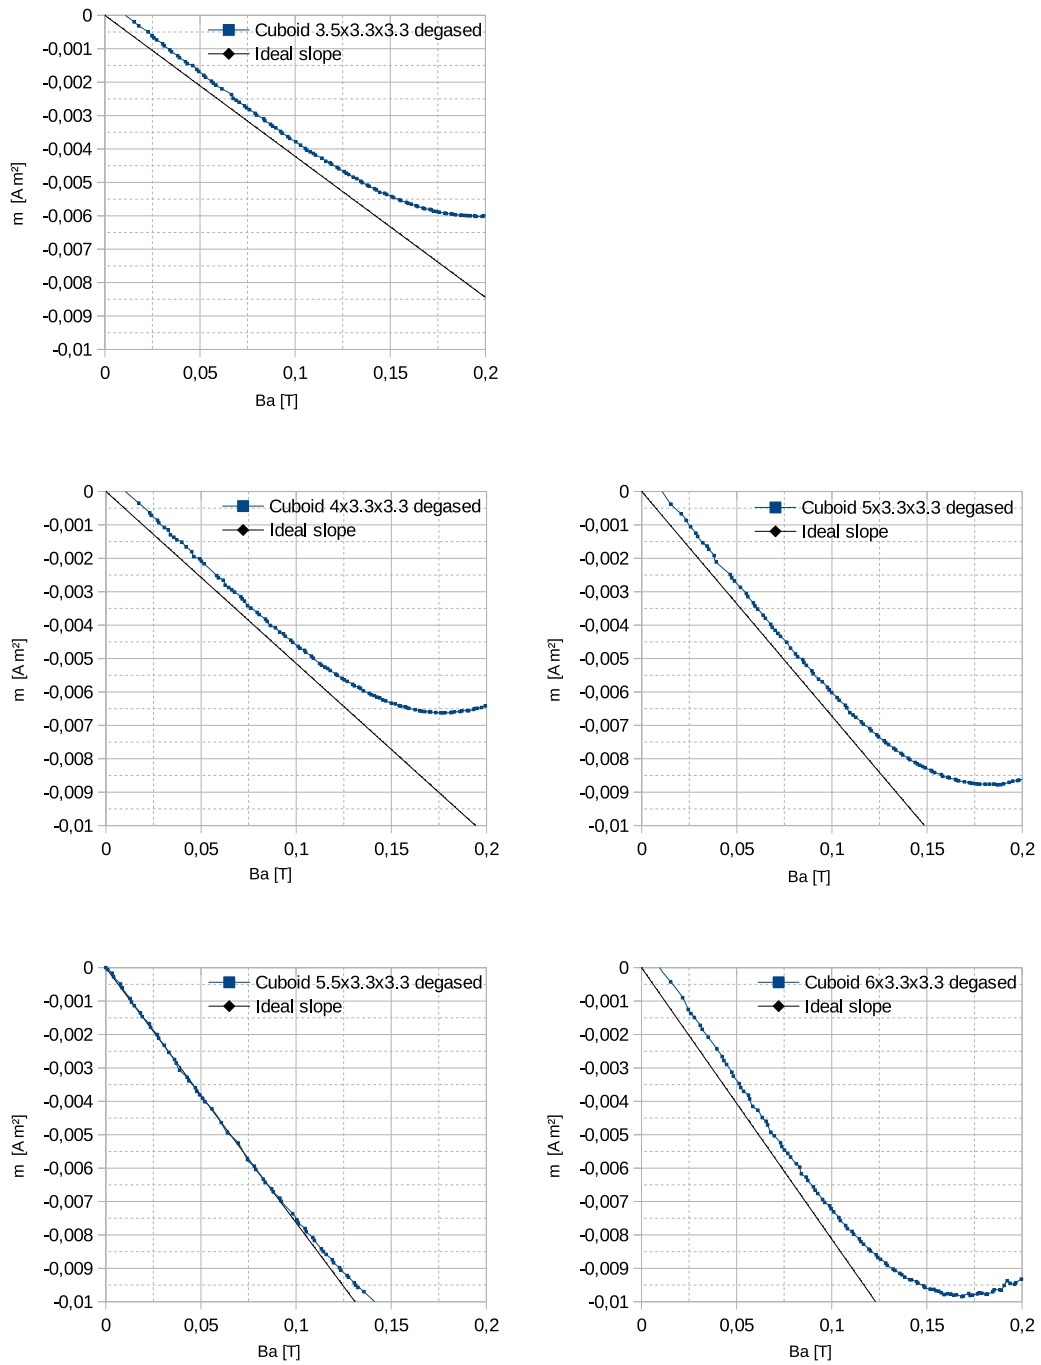 0
-0,001
-0,002
-0,003
-0,004
-0,005
-0,006
-0,007
-0,008
-0,009
-0,01
m [A m²]
Cuboid 3.5x3.3x3.3 degased
Ideal slope
0 0,05 0,1 0,15 0,2
Ba [T]
0
-0,001
-0,002
-0,003
-0,004
-0,005
-0,006
-0,007
-0,008
-0,009
-0,01
m [A m²]
Cuboid 4x3.3x3.3 degased
Ideal slope
0 0,05 0,1 0,15 0,2
Ba [T]
0
-0,001
-0,002
-0,003
-0,004
-0,005
-0,006
-0,007
-0,008
-0,009
-0,01
m [A m²]
Cuboid 5x3.3x3.3 degased
Ideal slope
0 0,05 0,1 0,15 0,2
Ba [T]
0
-0,001
-0,002
-0,003
-0,004
-0,005
-0,006
-0,007
-0,008
-0,009
-0,01
m [A m²]
Cuboid 5.5x3.3x3.3 degased
Ideal slope
0 0,05 0,1 0,15 0,2
Ba [T]
0
-0,001
-0,002
-0,003
-0,004
-0,005
-0,006
-0,007
-0,008
-0,009
-0,01
m [A m²]
Cuboid 6x3.3x3.3 degased
Ideal slope
0 0,05 0,1 0,15 0,2
Ba [T]